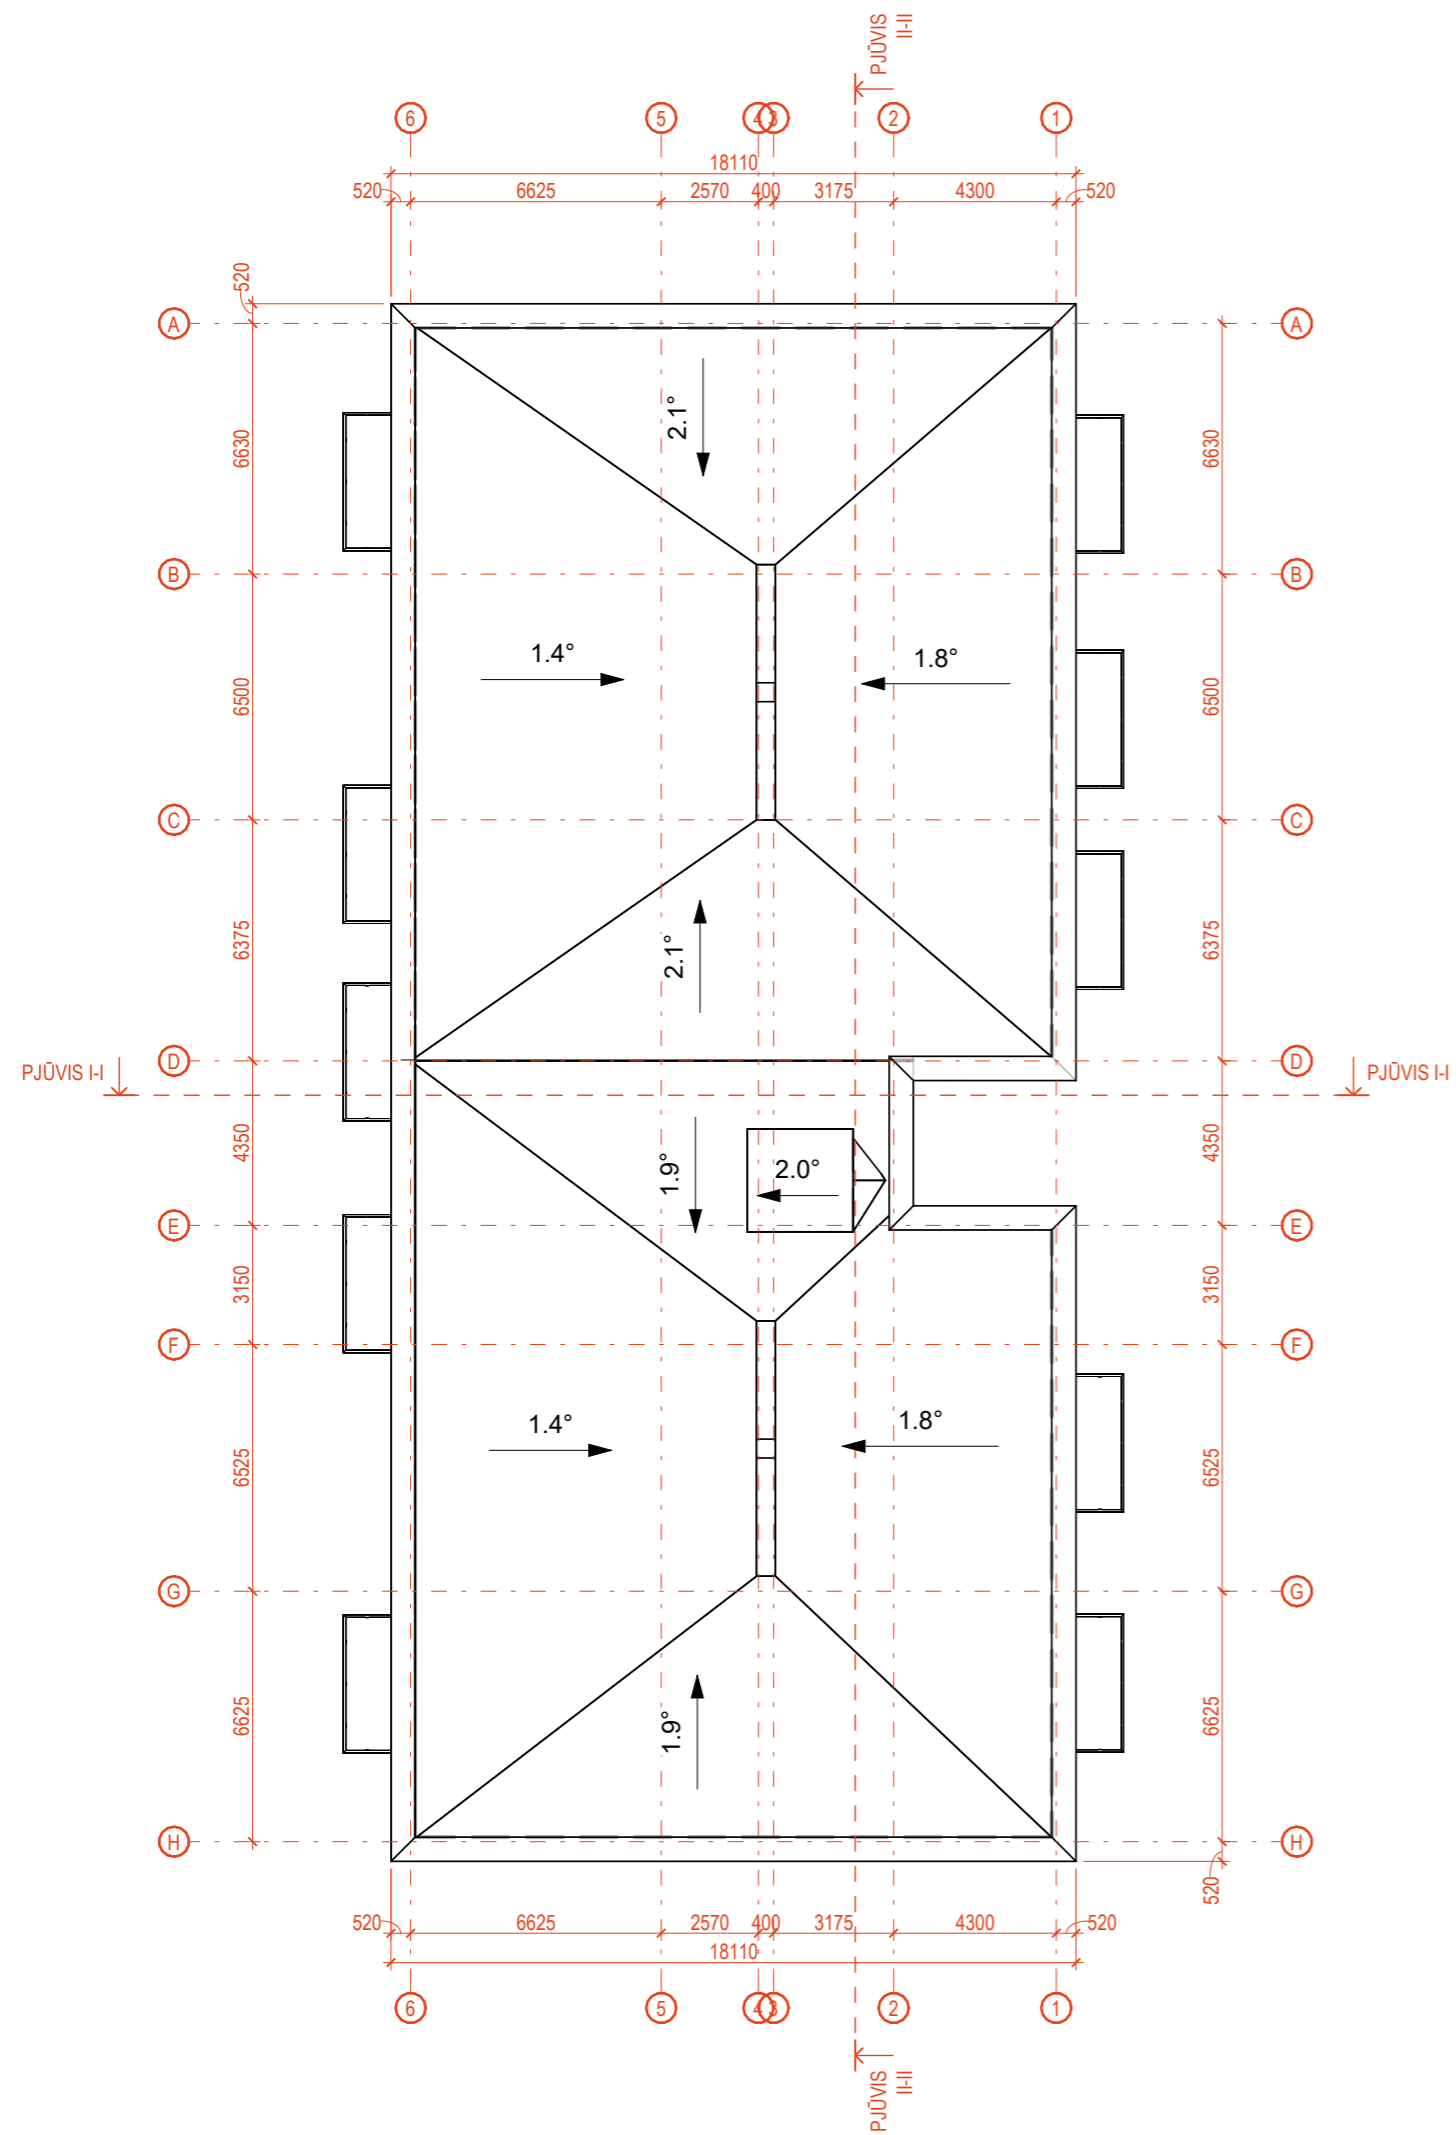 PJŪVIS
II-II
6 5 4 3 2 1
18110
520 6625 2570 400 3175 4300 520
520
A A
2.1°
6630 6630
B B
1.4° 1.8°
6500 6500
C C
6375 2.1° 6375
D D
PJŪVIS I-I PJŪVIS I-I
4350 1.9° 2.0° 4350
E E
3150 3150
F F
1.4° 1.8°
6525 6525
G G
6625 1.9° 6625
H H
520
520 6625 2570 400 3175 4300 520
18110
6 5 4 3 2 1
PJŪVIS
II-II